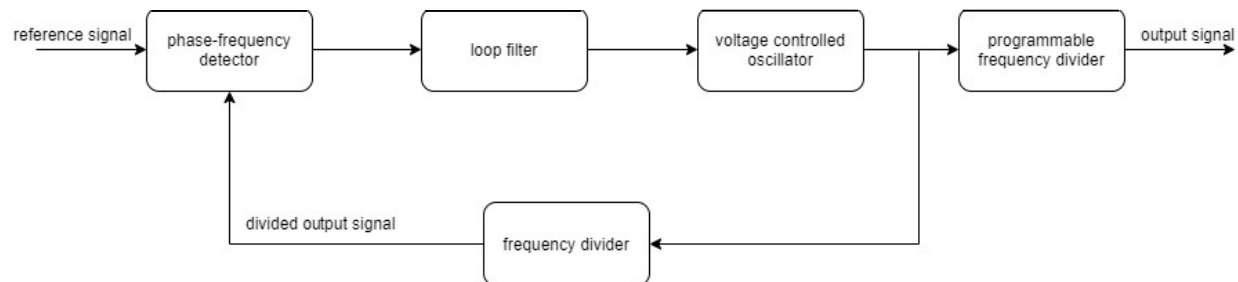 reference signal
phase-frequency
detector
loop filter
voltage controlled
oscillator
programmable
frequency divider
output signal
divided output signal
frequency divider